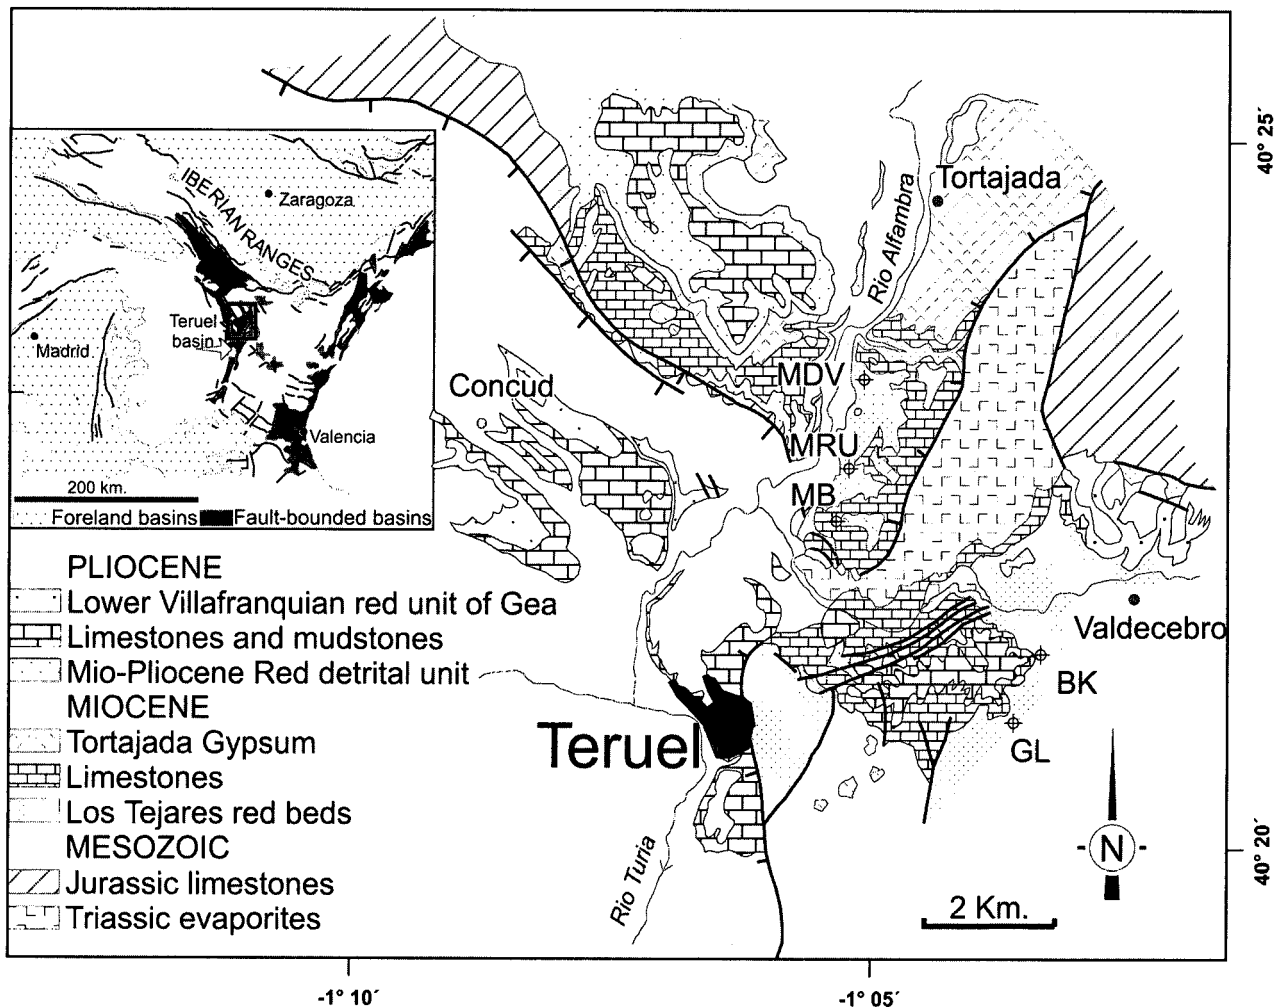 40° 25´
Tortajada
IBERIAN RANGES
Zaragoza
Rio Alfambra
Teruel
basin
Madrid
Valencia
200 km.
Foreland basins
Fault-bounded basins
Concud
MDV
MRU
MB
PLIOCENE
Lower Villafranquian red unit of Gea
Limestones and mudstones
Mio-Pliocene Red detrital unit
MIOCENE
Tortajada Gypsum
Limestones
Los Tejares red beds
MESOZOIC
Jurassic limestones
Triassic evaporites
Valdecebro
BK
GL
Teruel
Rio Turia
N
2 Km.
40° 20´
-1° 10´
-1° 05´